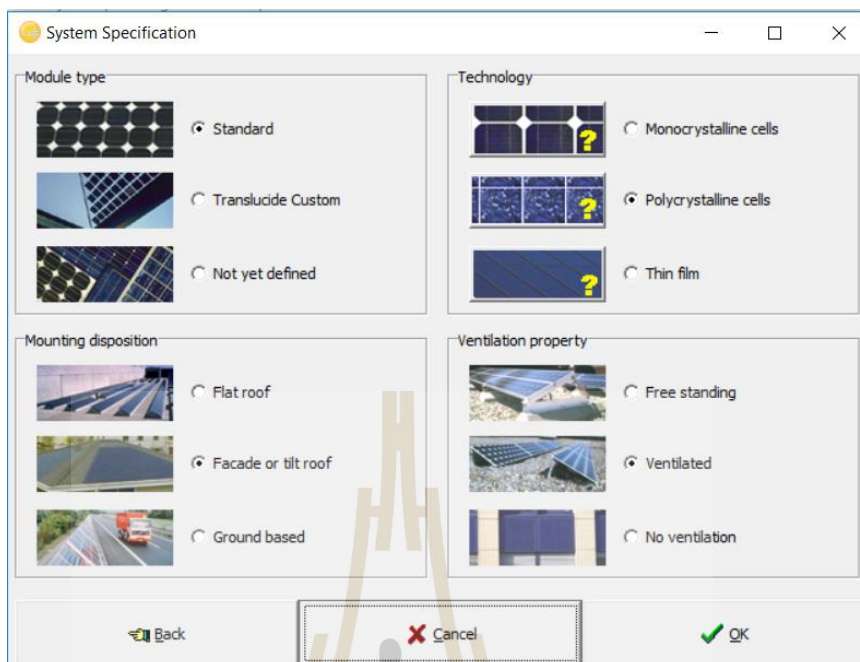 System Specification
Module type
Standard
Translucide Custom
Not yet defined
Technology
? Monocrystalline cells
? Polycrystalline cells
? Thin film
Mounting disposition
Flat roof
Facade or tilt roof
Ground based
Ventilation property
Free standing
Ventilated
No ventilation
Back
Cancel
OK